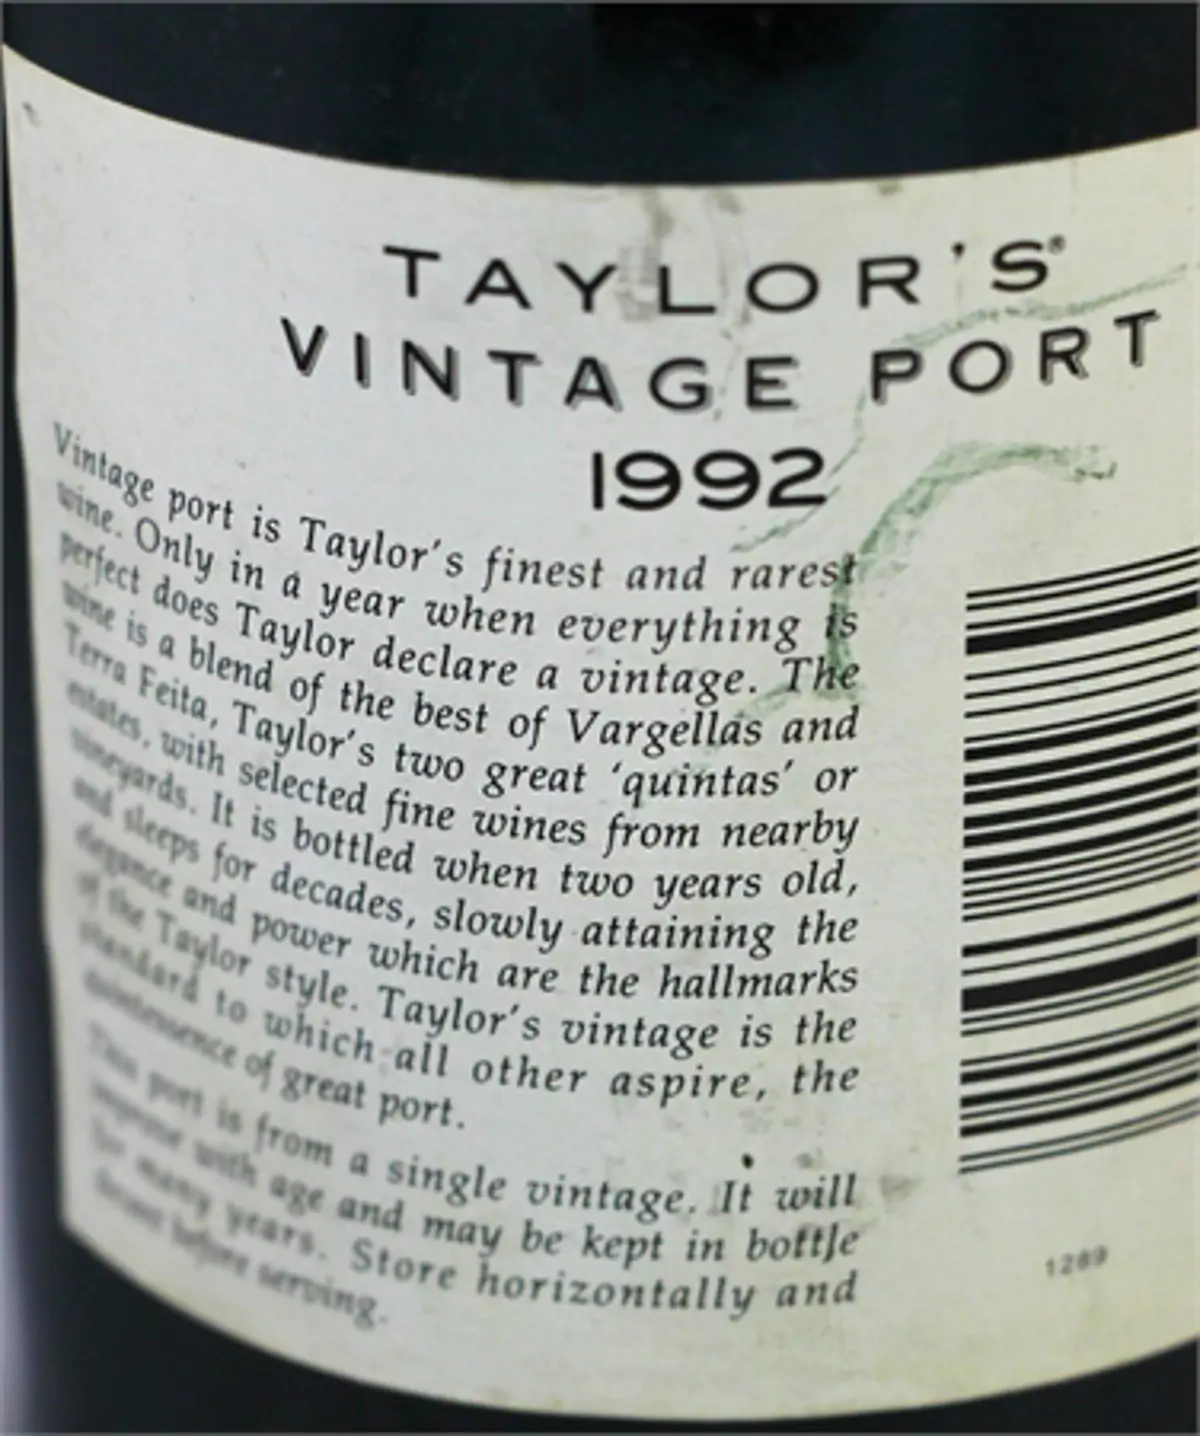 TAYLOR'S®
VINTAGE PORT
1992
Vintage port is Taylor's finest and rarest
wine. Only in a year when everything is
perfect does Taylor declare a vintage. The
wine is a blend of the best of Vargellas and
Terra Feita, Taylor's two great 'quintas' or
estates, with selected fine wines from nearby
vineyards. It is bottled when two years old,
and sleeps for decades, slowly attaining the
elegance and power which are the hallmarks
of the Taylor style. Taylor's vintage is the
standard to which all other aspire, the
quintessence of great port.
This port is from a single vintage. It will
improve with age and may be kept in bottle
for many years. Store horizontally and
decant before serving.
1289